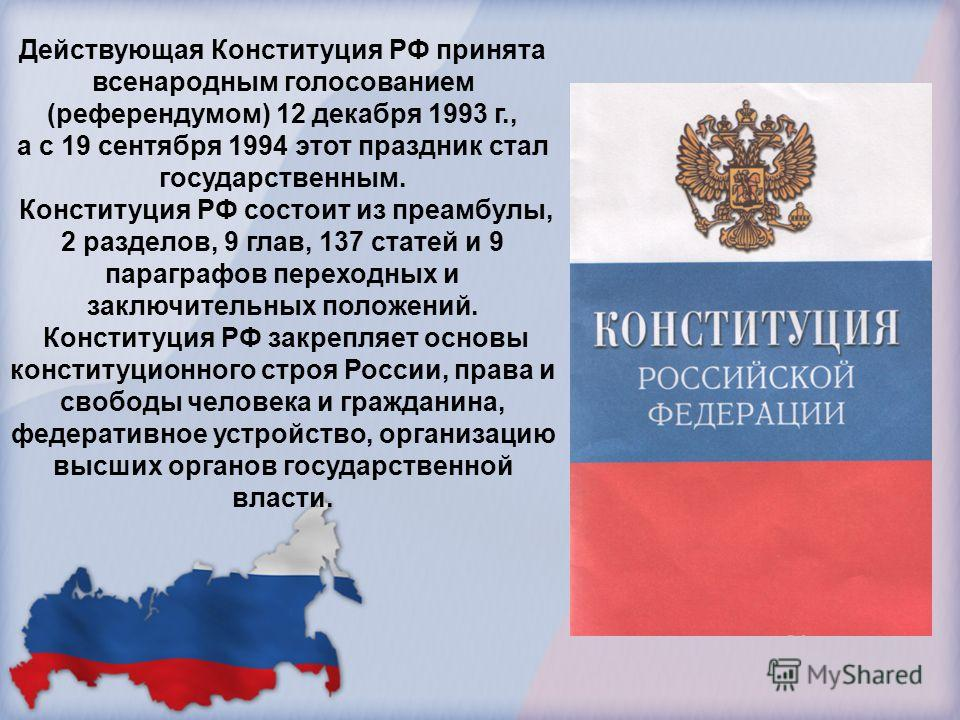 Действующая Конституция РФ принята
всенародным голосованием
(референдумом) 12 декабря 1993 г.,
а с 19 сентября 1994 этот праздник стал
государственным.
Конституция РФ состоит из преамбулы,
2 разделов, 9 глав, 137 статей и 9
параграфов переходных и
заключительных положений.
Конституция РФ закрепляет основы
конституционного строя России, права и
свободы человека и гражданина,
федеративное устройство, организацию
высших органов государственной
власти.
КОНСТИТУЦИЯ
РОССИЙСКОЙ
ФЕДЕРАЦИИ
MyShared